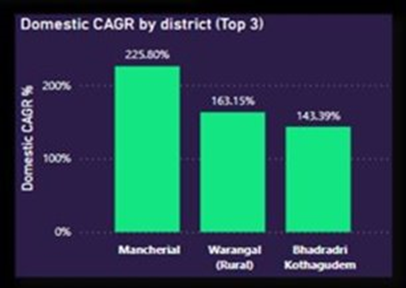 Domestic CAGR by district (Top 3)
Domestic CAGR %
200%
100%
0%
225.80%
163.15%
143.39%
Mancherial
Warangal
(Rural)
Bhadradri
Kothagudem